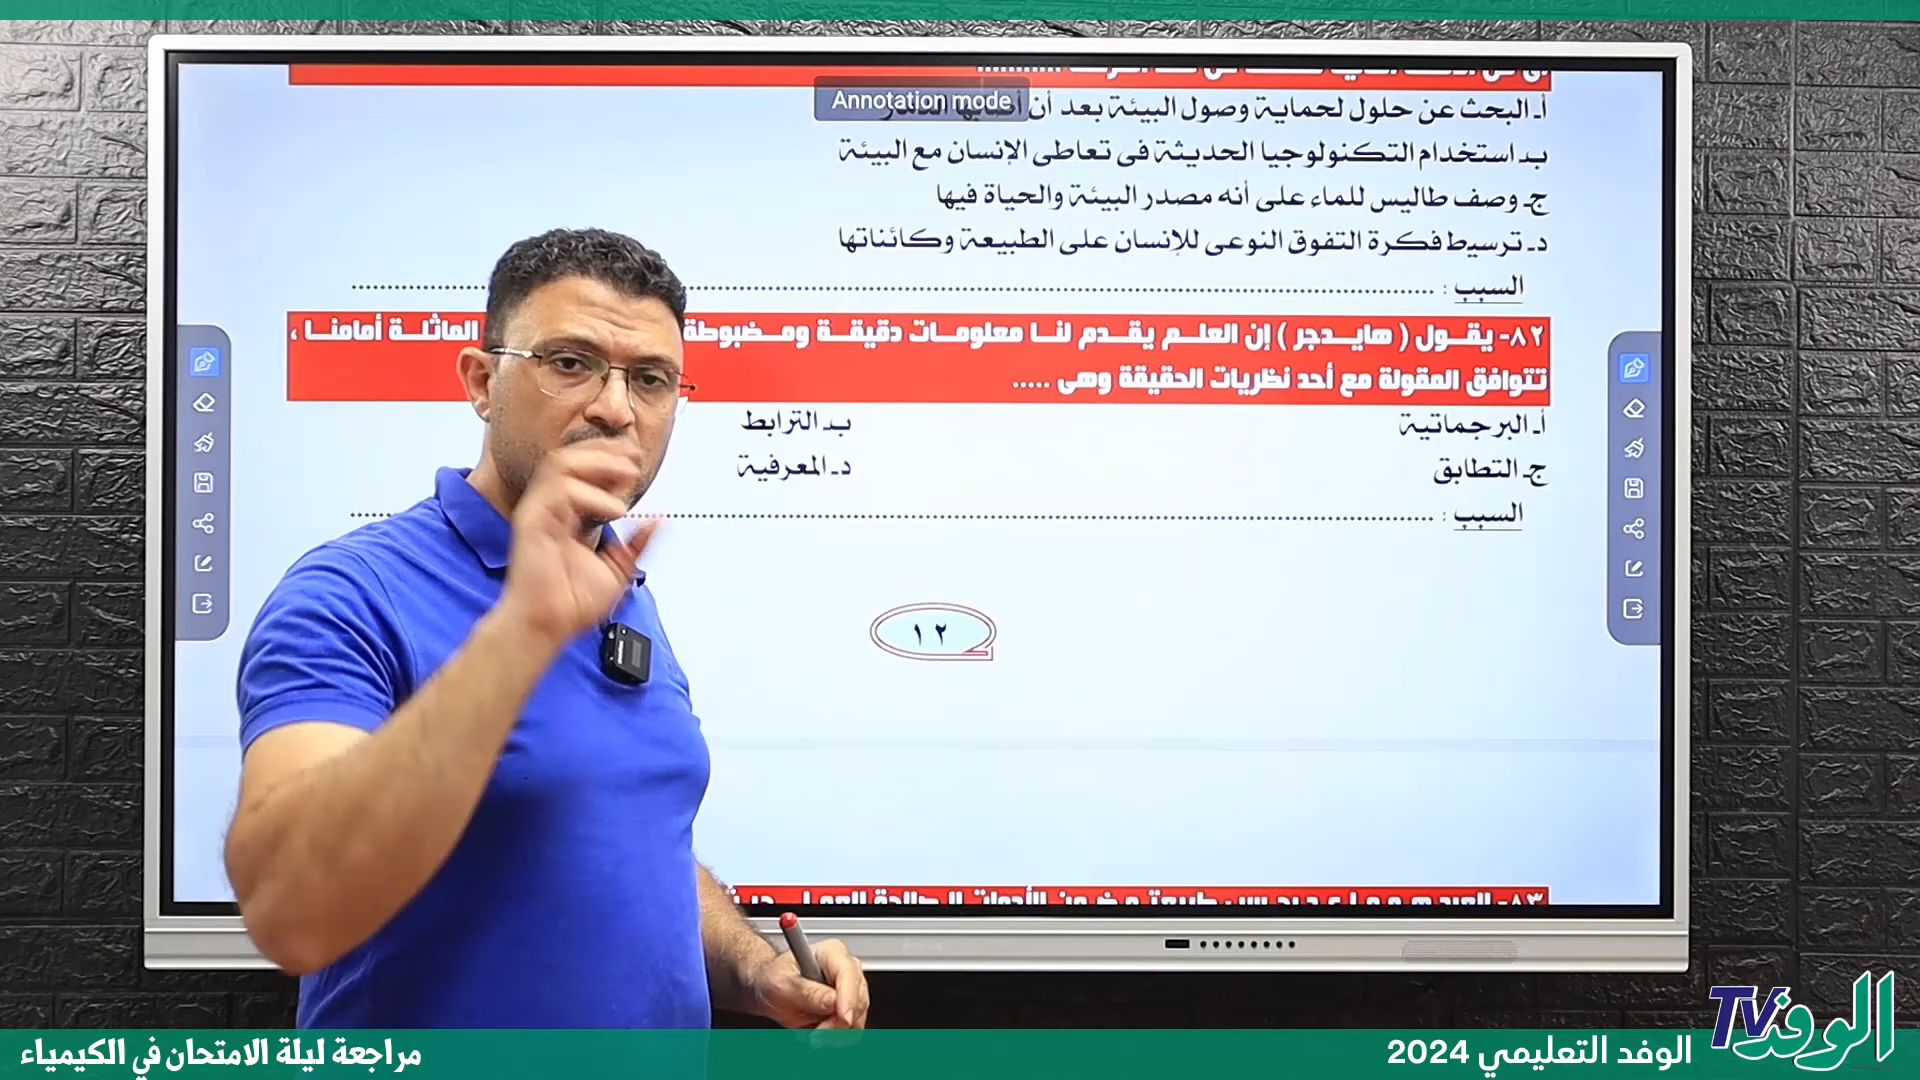 Annotation mode
أ- البحث عن حلول لحماية وصول البيئة بعد أن
ب- استخدام التكنولوجيا الحديثة فى تعاطى الإنسان مع البيئة
ج- وصف طاليس للماء على أنه مصدر البيئة والحياة فيها
د- ترسيط فكرة التفوق النوعى للإنسان على الطبيعة وكائناتها
السبب : ........................................
٨٢- يقول ( هايدجر ) إن العلم يقدم لنا معلومات دقيقة ومضبوطة الماثلة أمامنا ،
تتوافق المقولة مع أحد نظريات الحقيقة وهى .....
أ- البرجماتية
ب- الترابط
ج- التطابق
د- المعرفية
السبب : ........................................
١٢
٨٣-
الوفد TV
الوفد التعليمي 2024
مراجعة ليلة الامتحان في الكيمياء